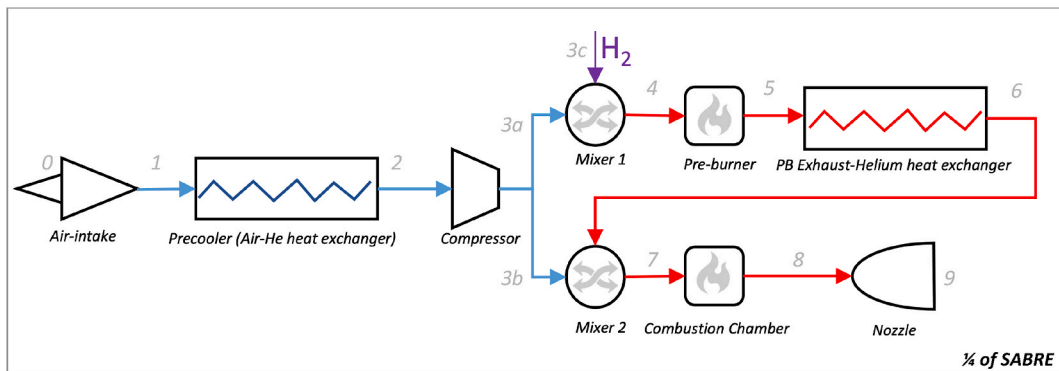 3c H₂
4
5
6
3a
Mixer 1
Pre-burner
PB Exhaust-Helium heat exchanger
0
1
2
Air-intake
Precooler (Air-He heat exchanger)
Compressor
3b
7
8
9
Mixer 2
Combustion Chamber
Nozzle
¼ of SABRE